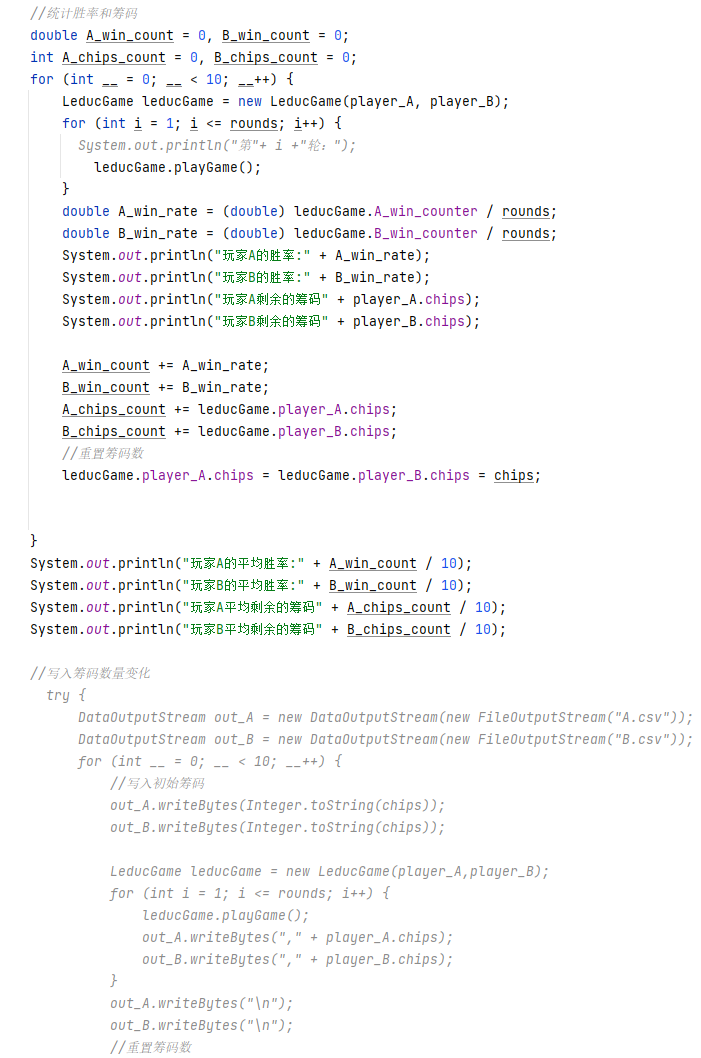 //统计胜率和筹码
double A_win_count = 0, B_win_count = 0;
int A_chips_count = 0, B_chips_count = 0;
for (int __ = 0; __ < 10; __++) {
LeducGame leducGame = new LeducGame(player_A, player_B);
for (int i = 1; i <= rounds; i++) {
System.out.println("第"+ i +"轮：");
leducGame.playGame();
}
double A_win_rate = (double) leducGame.A_win_counter / rounds;
double B_win_rate = (double) leducGame.B_win_counter / rounds;
System.out.println("玩家A的胜率:" + A_win_rate);
System.out.println("玩家B的胜率:" + B_win_rate);
System.out.println("玩家A剩余的筹码" + player_A.chips);
System.out.println("玩家B剩余的筹码" + player_B.chips);
A_win_count += A_win_rate;
B_win_count += B_win_rate;
A_chips_count += leducGame.player_A.chips;
B_chips_count += leducGame.player_B.chips;
//重置筹码数
leducGame.player_A.chips = leducGame.player_B.chips = chips;
}
System.out.println("玩家A的平均胜率:" + A_win_count / 10);
System.out.println("玩家B的平均胜率:" + B_win_count / 10);
System.out.println("玩家A平均剩余的筹码" + A_chips_count / 10);
System.out.println("玩家B平均剩余的筹码" + B_chips_count / 10);
//写入筹码数量变化
try {
DataOutputStream out_A = new DataOutputStream(new FileOutputStream("A.csv"));
DataOutputStream out_B = new DataOutputStream(new FileOutputStream("B.csv"));
for (int __ = 0; __ < 10; __++) {
//写入初始筹码
out_A.writeBytes(Integer.toString(chips));
out_B.writeBytes(Integer.toString(chips));
LeducGame leducGame = new LeducGame(player_A,player_B);
for (int i = 1; i <= rounds; i++) {
leducGame.playGame();
out_A.writeBytes("," + player_A.chips);
out_B.writeBytes("," + player_B.chips);
}
out_A.writeBytes("\n");
out_B.writeBytes("\n");
//重置筹码数